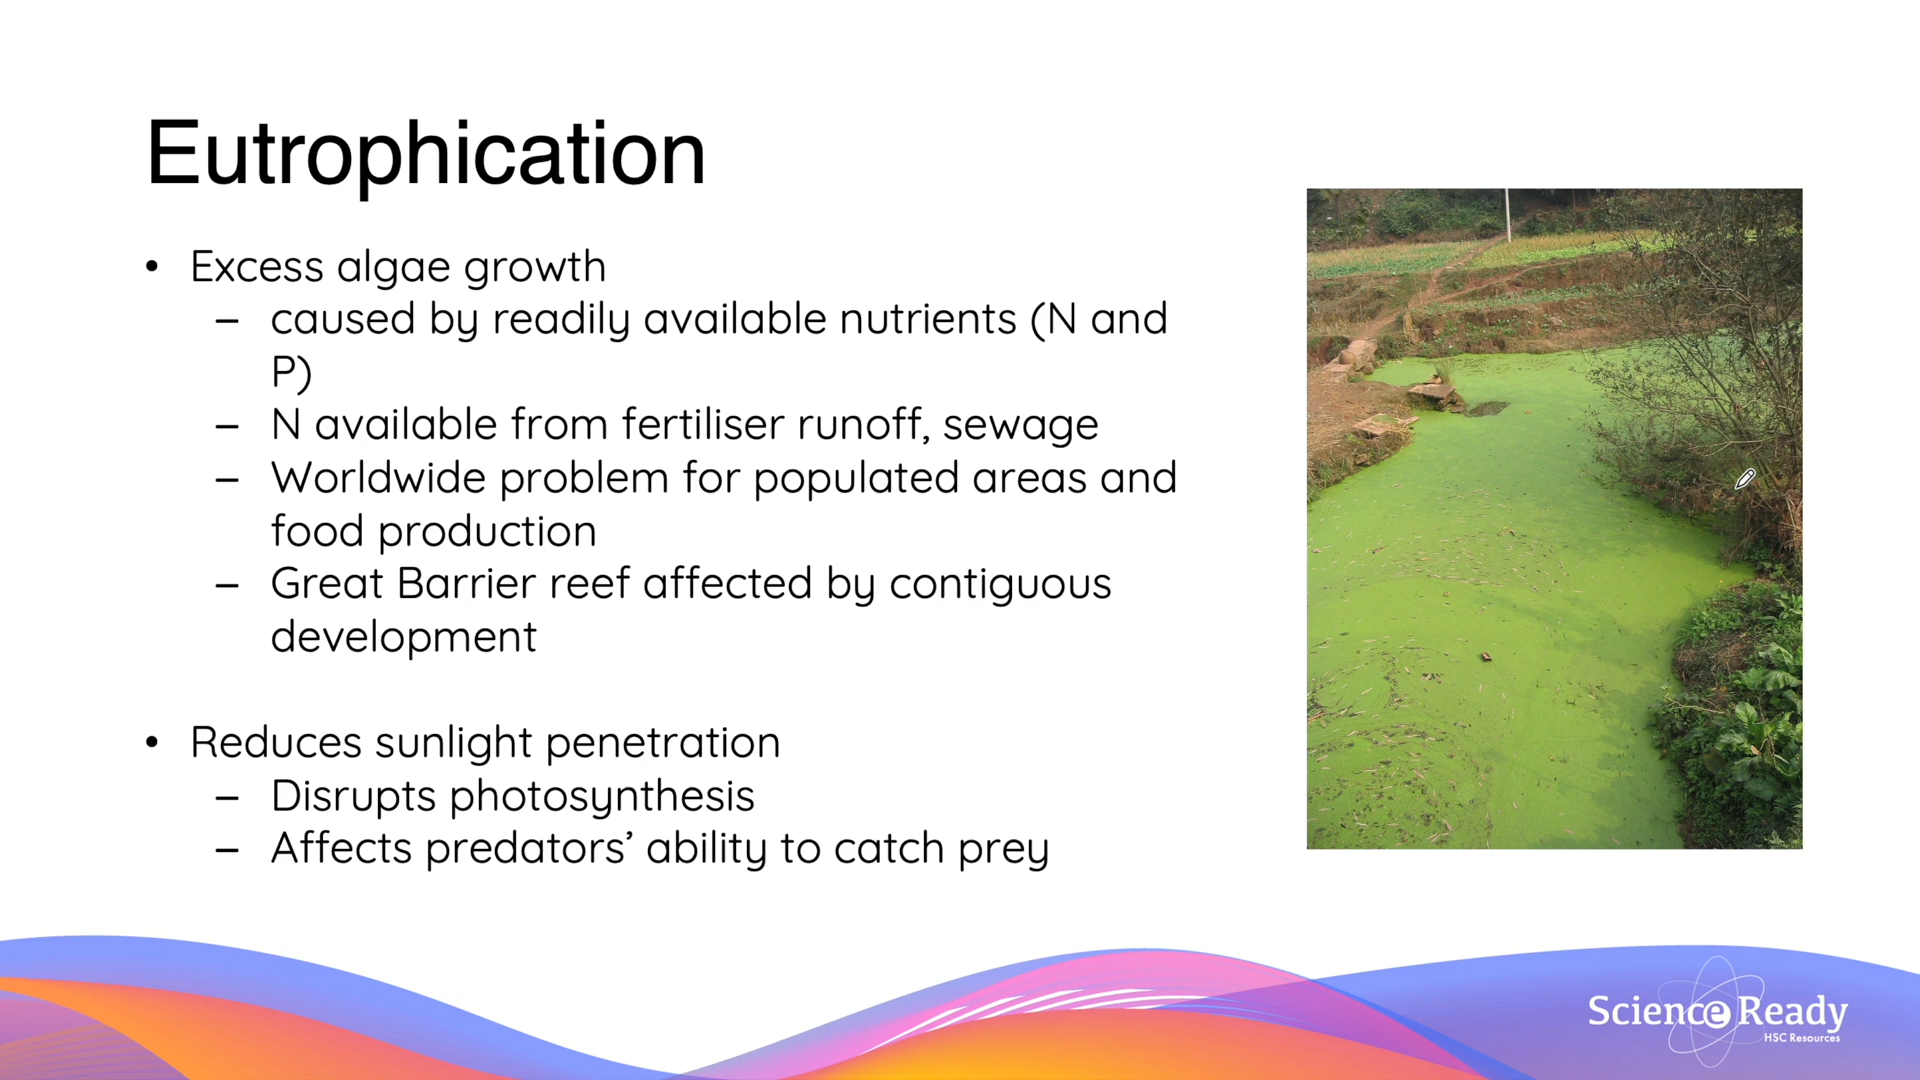 Eutrophication
• Excess algae growth
– caused by readily available nutrients (N and
P)
– N available from fertiliser runoff, sewage
– Worldwide problem for populated areas and
food production
– Great Barrier reef affected by contiguous
development
• Reduces sunlight penetration
– Disrupts photosynthesis
– Affects predators’ ability to catch prey
Science Ready
HSC Resources